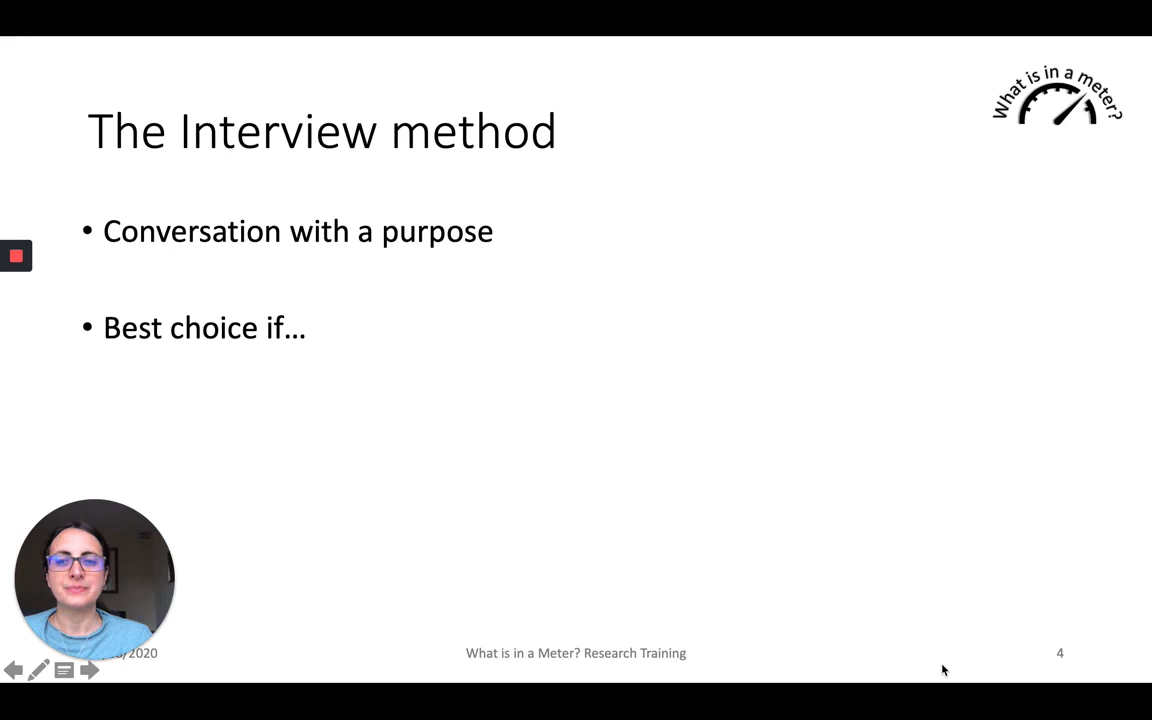 What is in a meter?
The Interview method
• Conversation with a purpose
• Best choice if...
/2020
What is in a Meter? Research Training
4